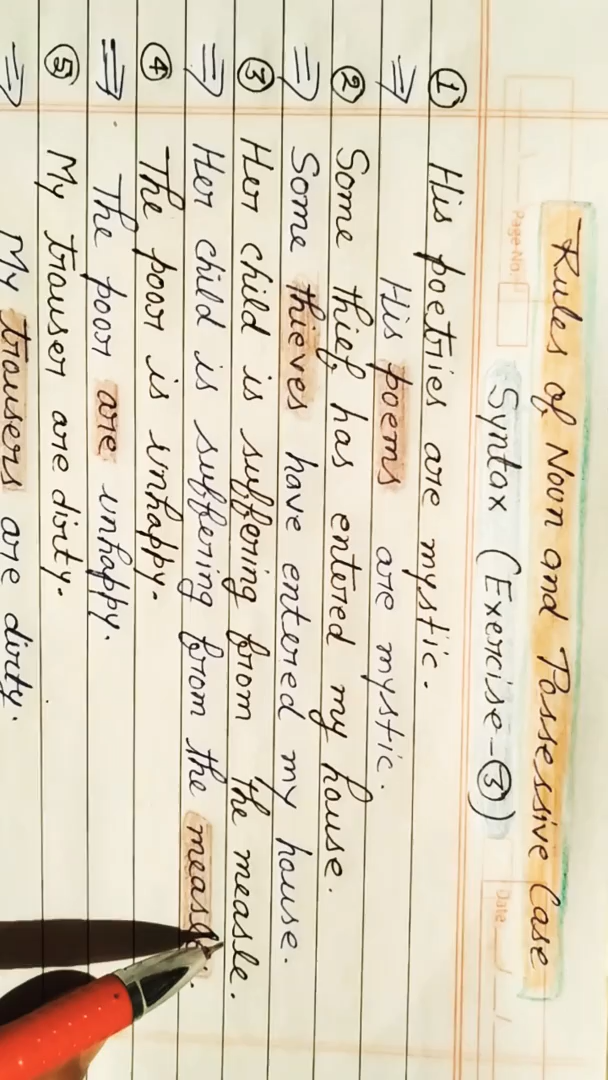 Page No.
Date
Rules of Noun and Possessive Case
Syntax (Exercise-③)
① His poetries are mystic.
⇒ His poems are mystic.
② Some thief has entered my house.
⇒ Some thieves have entered my house.
③ Her child is suffering from the measle.
⇒ Her child is suffering from the
④ The poor is unhappy.
⇒ The poor are unhappy.
⑤ My trouser are dirty.
⇒ My trousers are dirty.